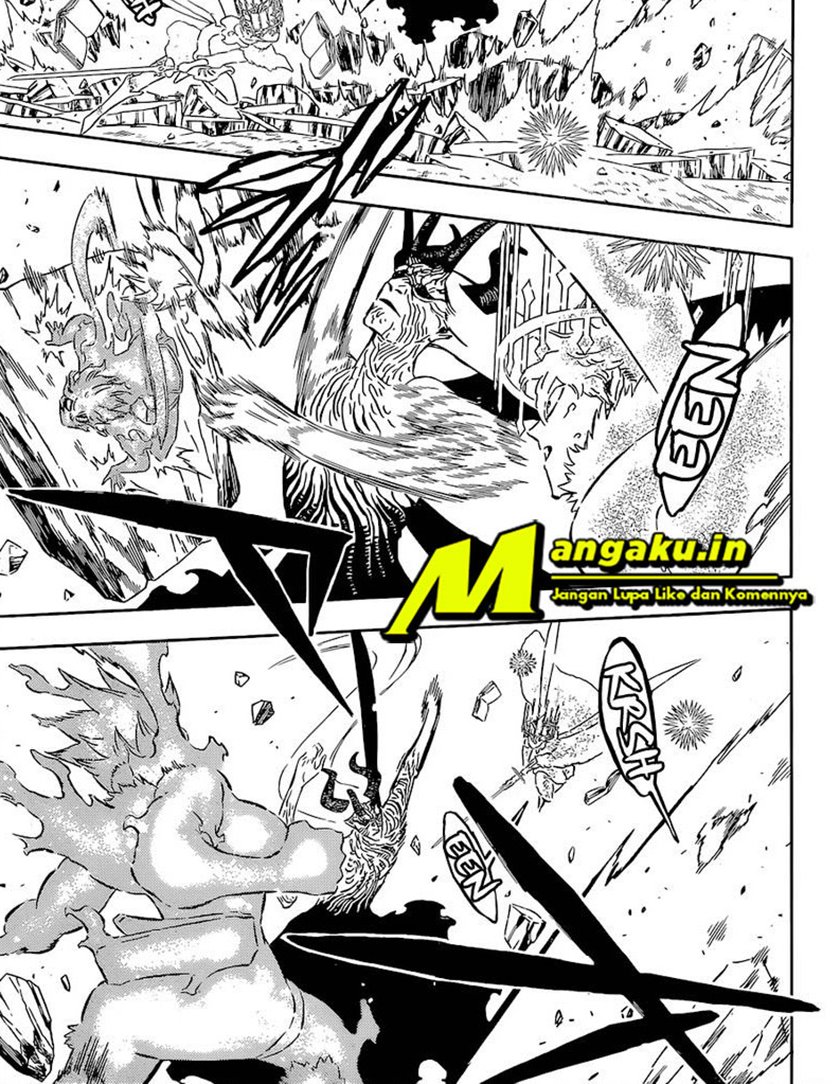 EEN
Mangaku.in
Jangan Lupa Like dan Komennya
KRSH
EEN